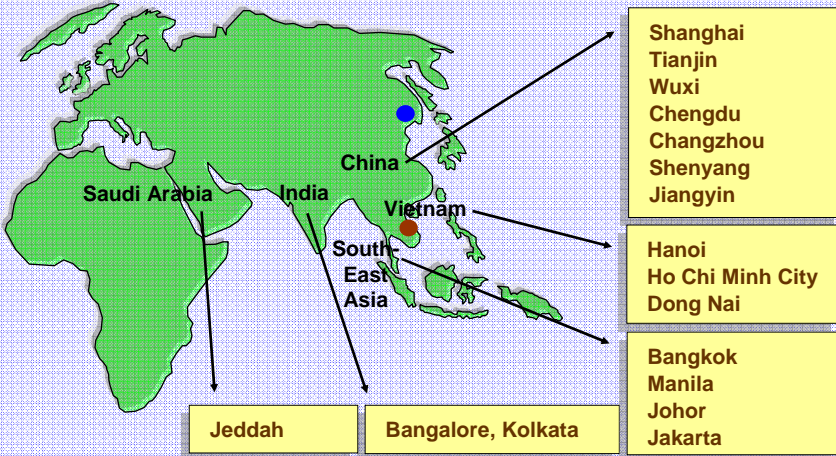 China
Saudi Arabia
India
Vietnam
South-
East
Asia
Shanghai
Tianjin
Wuxi
Chengdu
Changzhou
Shenyang
Jiangyin
Hanoi
Ho Chi Minh City
Dong Nai
Bangkok
Manila
Johor
Jakarta
Jeddah
Bangalore, Kolkata